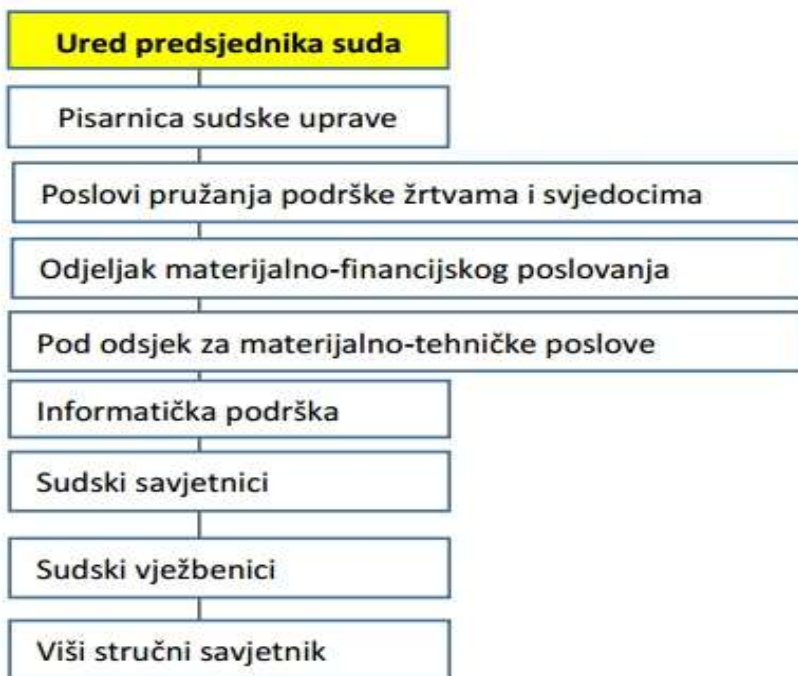 Ured predsjednika suda
Pisarnica sudske uprave
Poslovi pružanja podrške žrtvama i svjedocima
Odjeljak materijalno-financijskog poslovanja
Pod odsjek za materijalno-tehničke poslove
Informatička podrška
Sudski savjetnici
Sudski vježbenici
Viši stručni savjetnik